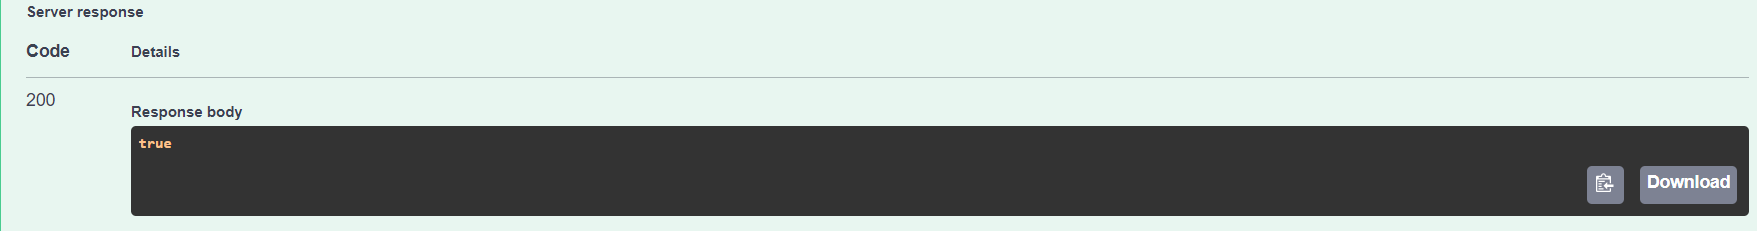 Server response
Code Details
200
Response body
true
Download